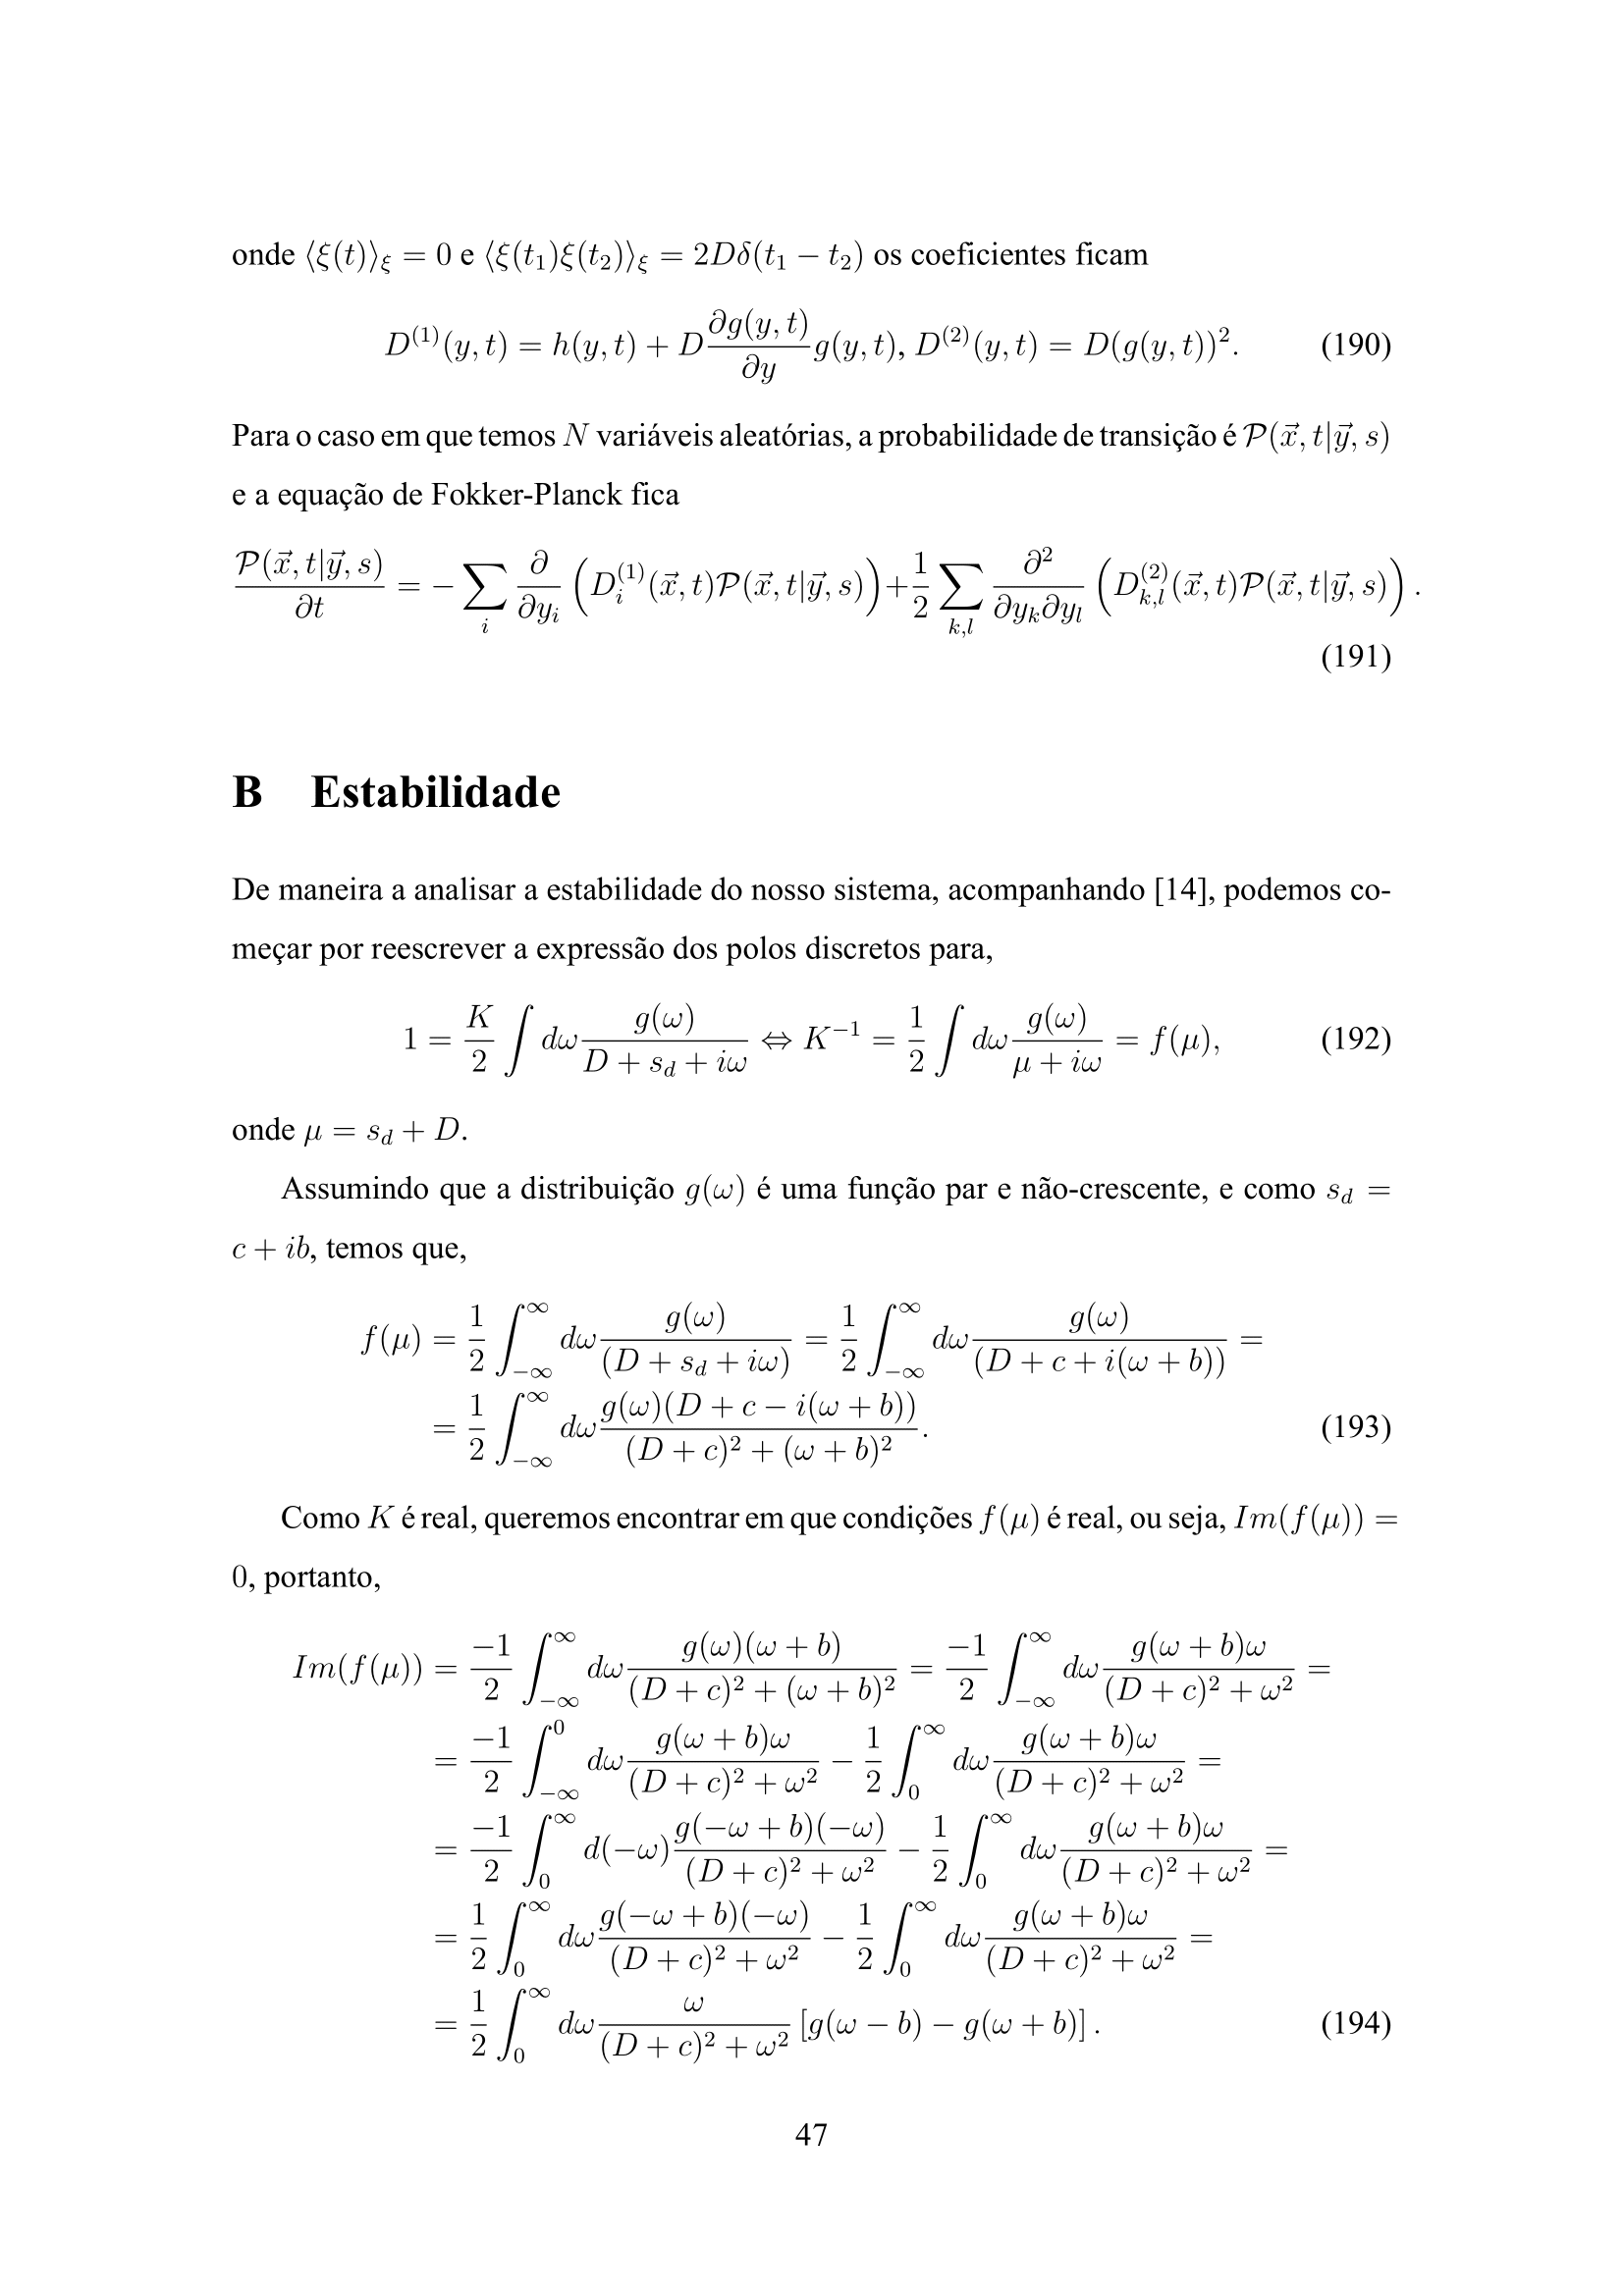 onde $\langle \xi(t) \rangle_\xi = 0$ e $\langle \xi(t_1)\xi(t_2) \rangle_\xi = 2D\delta(t_1 - t_2)$ os coeficientes ficam
$D^{(1)}(y,t) = h(y,t) + D\frac{\partial g(y,t)}{\partial y}g(y,t), D^{(2)}(y,t) = D(g(y,t))^2.$ (190)
Para o caso em que temos $N$ variáveis aleatórias, a probabilidade de transição é $\mathcal{P}(\vec{x},t|\vec{y},s)$
e a equação de Fokker-Planck fica
$\frac{\mathcal{P}(\vec{x},t|\vec{y},s)}{\partial t} = -\sum_i \frac{\partial}{\partial y_i}\left(D_i^{(1)}(\vec{x},t)\mathcal{P}(\vec{x},t|\vec{y},s)\right) + \frac{1}{2}\sum_{k,l}\frac{\partial^2}{\partial y_k \partial y_l}\left(D_{k,l}^{(2)}(\vec{x},t)\mathcal{P}(\vec{x},t|\vec{y},s)\right).$
(191)
B Estabilidade
De maneira a analisar a estabilidade do nosso sistema, acompanhando [14], podemos co-
meçar por reescrever a expressão dos polos discretos para,
$1 = \frac{K}{2}\int d\omega \frac{g(\omega)}{D + s_d + i\omega} \Leftrightarrow K^{-1} = \frac{1}{2}\int d\omega \frac{g(\omega)}{\mu + i\omega} = f(\mu),$ (192)
onde $\mu = s_d + D$.
Assumindo que a distribuição $g(\omega)$ é uma função par e não-crescente, e como $s_d =$
$c + ib$, temos que,
$f(\mu) = \frac{1}{2}\int_{-\infty}^{\infty} d\omega \frac{g(\omega)}{(D + s_d + i\omega)} = \frac{1}{2}\int_{-\infty}^{\infty} d\omega \frac{g(\omega)}{(D + c + i(\omega + b))} =$
$= \frac{1}{2}\int_{-\infty}^{\infty} d\omega \frac{g(\omega)(D + c - i(\omega + b))}{(D + c)^2 + (\omega + b)^2}.$ (193)
Como $K$ é real, queremos encontrar em que condições $f(\mu)$ é real, ou seja, $Im(f(\mu)) =$
$0$, portanto,
$Im(f(\mu)) = \frac{-1}{2}\int_{-\infty}^{\infty} d\omega \frac{g(\omega)(\omega + b)}{(D + c)^2 + (\omega + b)^2} = \frac{-1}{2}\int_{-\infty}^{\infty} d\omega \frac{g(\omega + b)\omega}{(D + c)^2 + \omega^2} =$
$= \frac{-1}{2}\int_{-\infty}^{0} d\omega \frac{g(\omega + b)\omega}{(D + c)^2 + \omega^2} - \frac{1}{2}\int_{0}^{\infty} d\omega \frac{g(\omega + b)\omega}{(D + c)^2 + \omega^2} =$
$= \frac{-1}{2}\int_{0}^{\infty} d(-\omega) \frac{g(-\omega + b)(-\omega)}{(D + c)^2 + \omega^2} - \frac{1}{2}\int_{0}^{\infty} d\omega \frac{g(\omega + b)\omega}{(D + c)^2 + \omega^2} =$
$= \frac{1}{2}\int_{0}^{\infty} d\omega \frac{g(-\omega + b)(-\omega)}{(D + c)^2 + \omega^2} - \frac{1}{2}\int_{0}^{\infty} d\omega \frac{g(\omega + b)\omega}{(D + c)^2 + \omega^2} =$
$= \frac{1}{2}\int_{0}^{\infty} d\omega \frac{\omega}{(D + c)^2 + \omega^2}\left[g(\omega - b) - g(\omega + b)\right].$ (194)
47